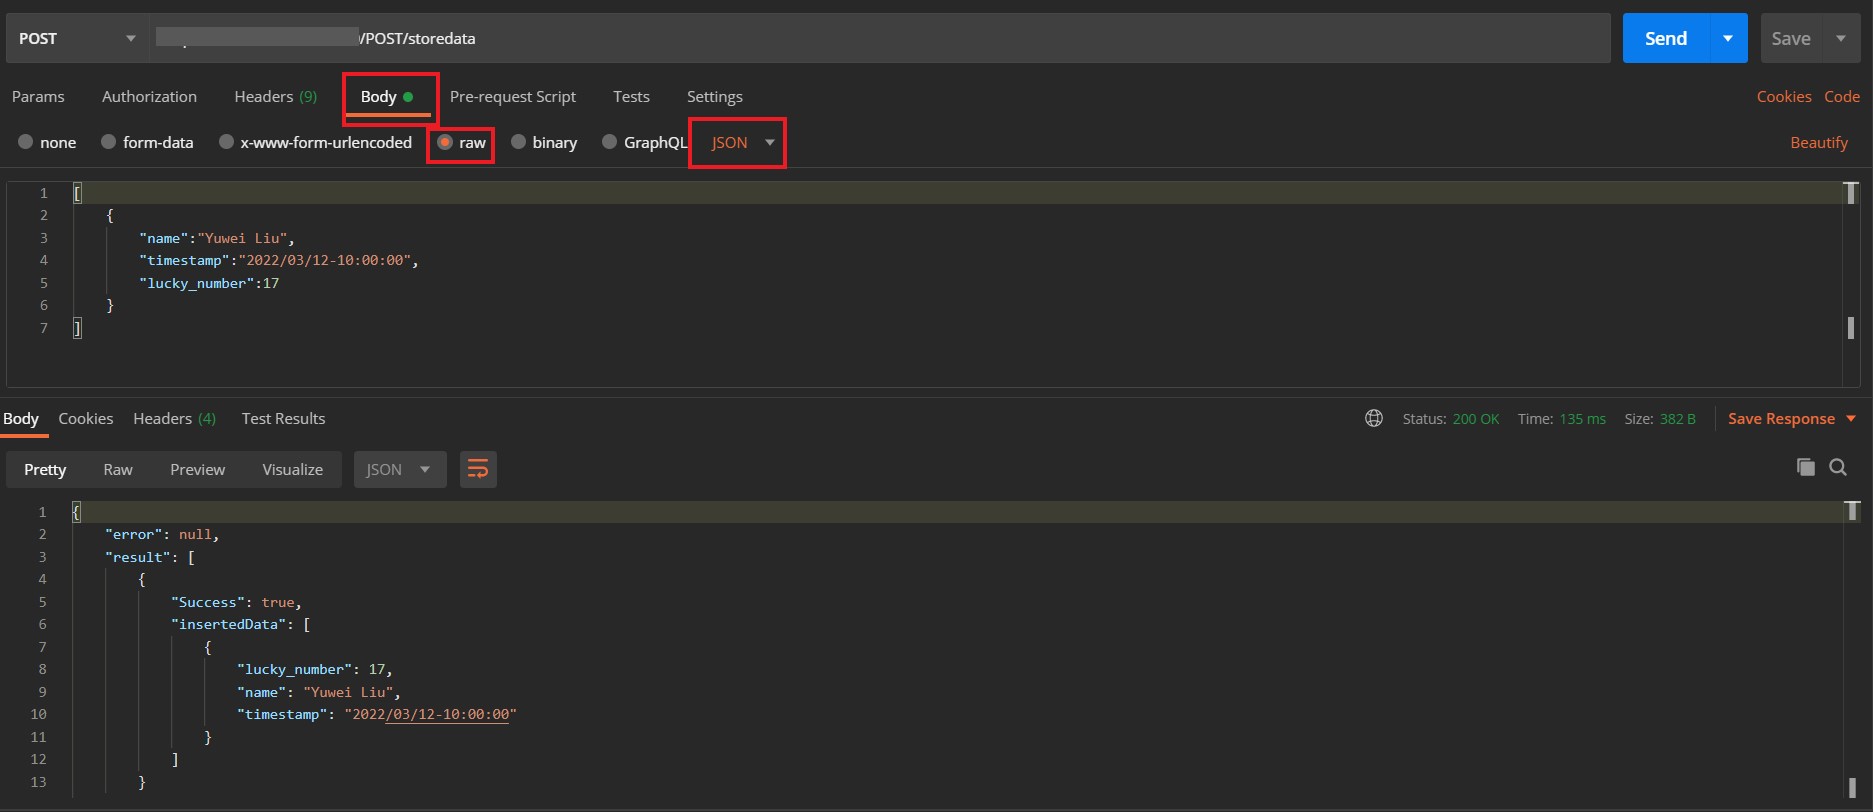 POST /POST/storedata Send Save
Params Authorization Headers (9) Body Pre-request Script Tests Settings Cookies Code
none form-data x-www-form-urlencoded raw binary GraphQL JSON Beautify
1 [
2 {
3 "name":"Yuwei Liu",
4 "timestamp":"2022/03/12-10:00:00",
5 "lucky_number":17
6 }
7 ]
Body Cookies Headers (4) Test Results Status: 200 OK Time: 135 ms Size: 382 B Save Response
Pretty Raw Preview Visualize JSON
1 {
2 "error": null,
3 "result": [
4 {
5 "Success": true,
6 "insertedData": [
7 {
8 "lucky_number": 17,
9 "name": "Yuwei Liu",
10 "timestamp": "2022/03/12-10:00:00"
11 }
12 ]
13 }